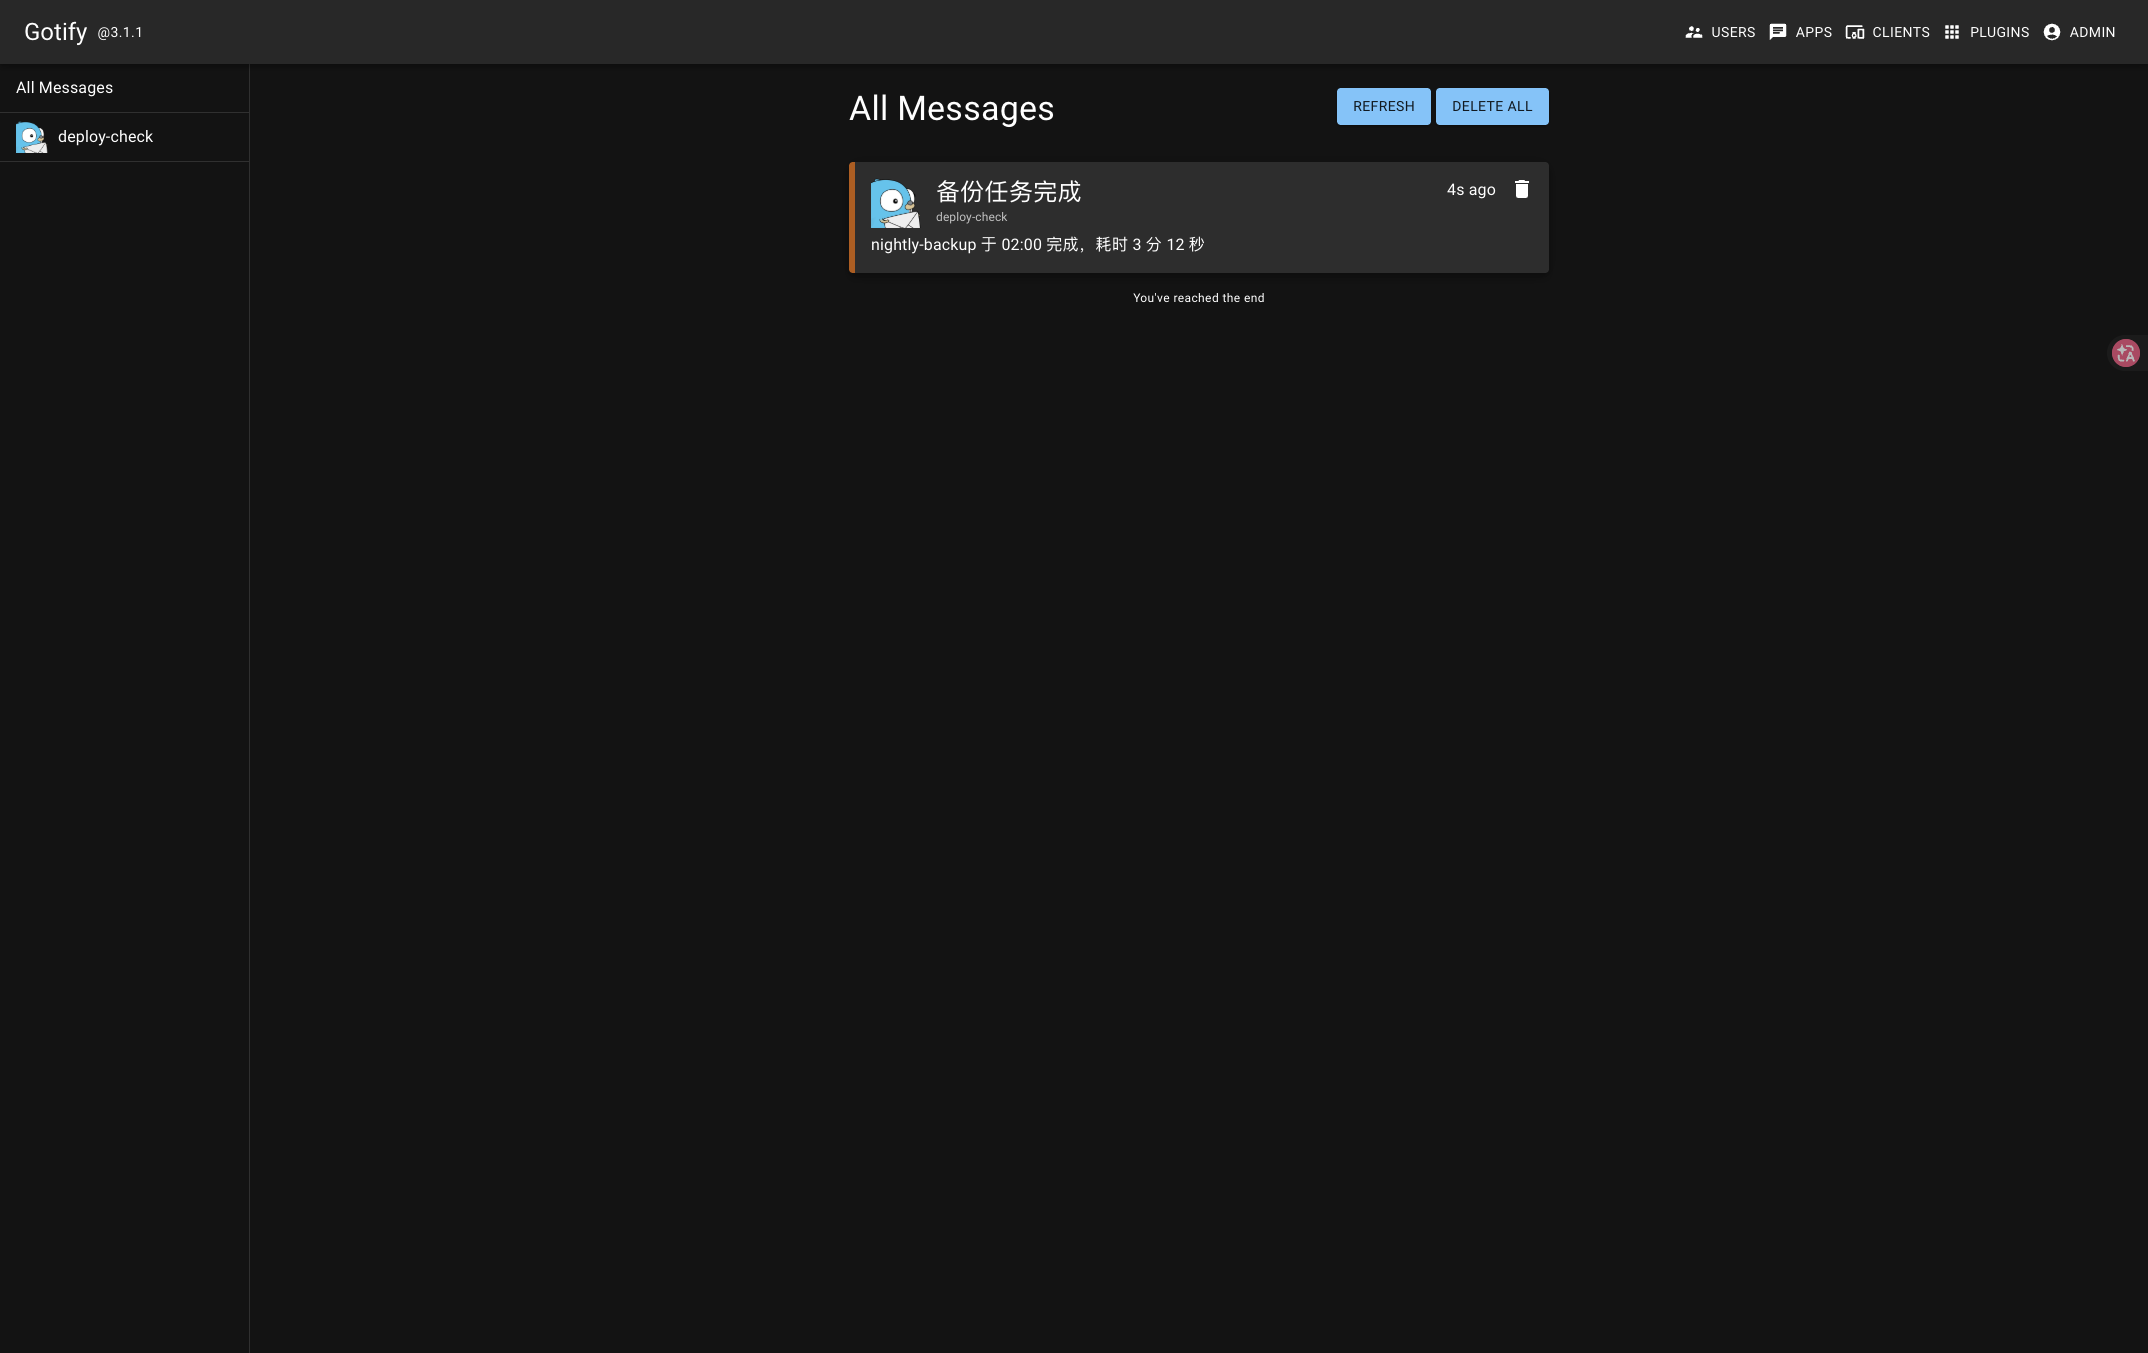 Gotify @3.1.1
USERS APPS CLIENTS PLUGINS ADMIN
All Messages
deploy-check
All Messages
REFRESH DELETE ALL
备份任务完成
4s ago
deploy-check
nightly-backup 于 02:00 完成，耗时 3 分 12 秒
You've reached the end